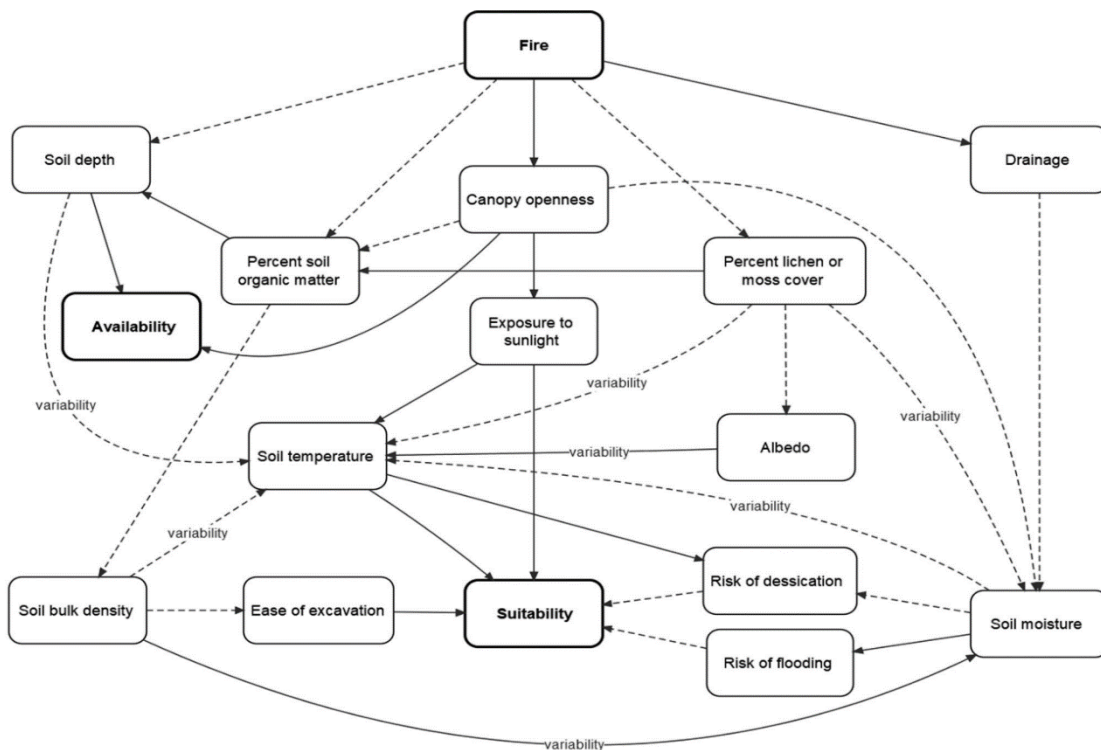 Fire
Soil depth
Drainage
Canopy openness
Percent soil
organic matter
Percent lichen or
moss cover
Availability
Exposure to
sunlight
variability
variability
variability
Soil temperature
variability
Albedo
variability
variability
Soil bulk density
Ease of excavation
Suitability
Risk of dessication
Soil moisture
Risk of flooding
variability